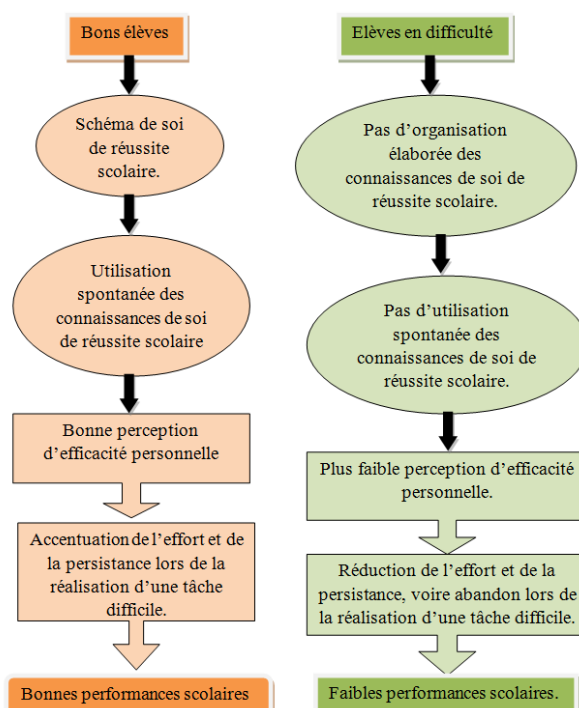 Bons élèves
Schéma de soi
de réussite
scolaire.
Utilisation
spontanée des
connaissances de soi
de réussite scolaire
Bonne perception
d'efficacité personnelle
Accentuation de l'effort et de
la persistance lors de la
réalisation d'une tâche
difficile.
Bonnes performances scolaires
Elèves en difficulté
Pas d'organisation
élaborée des
connaissances de soi de
réussite scolaire.
Pas d'utilisation
spontanée des
connaissances de soi de
réussite scolaire.
Plus faible perception d'efficacité
personnelle.
Réduction de l'effort et de la
persistance, voire abandon lors de
la réalisation d'une tâche difficile.
Faibles performances scolaires.